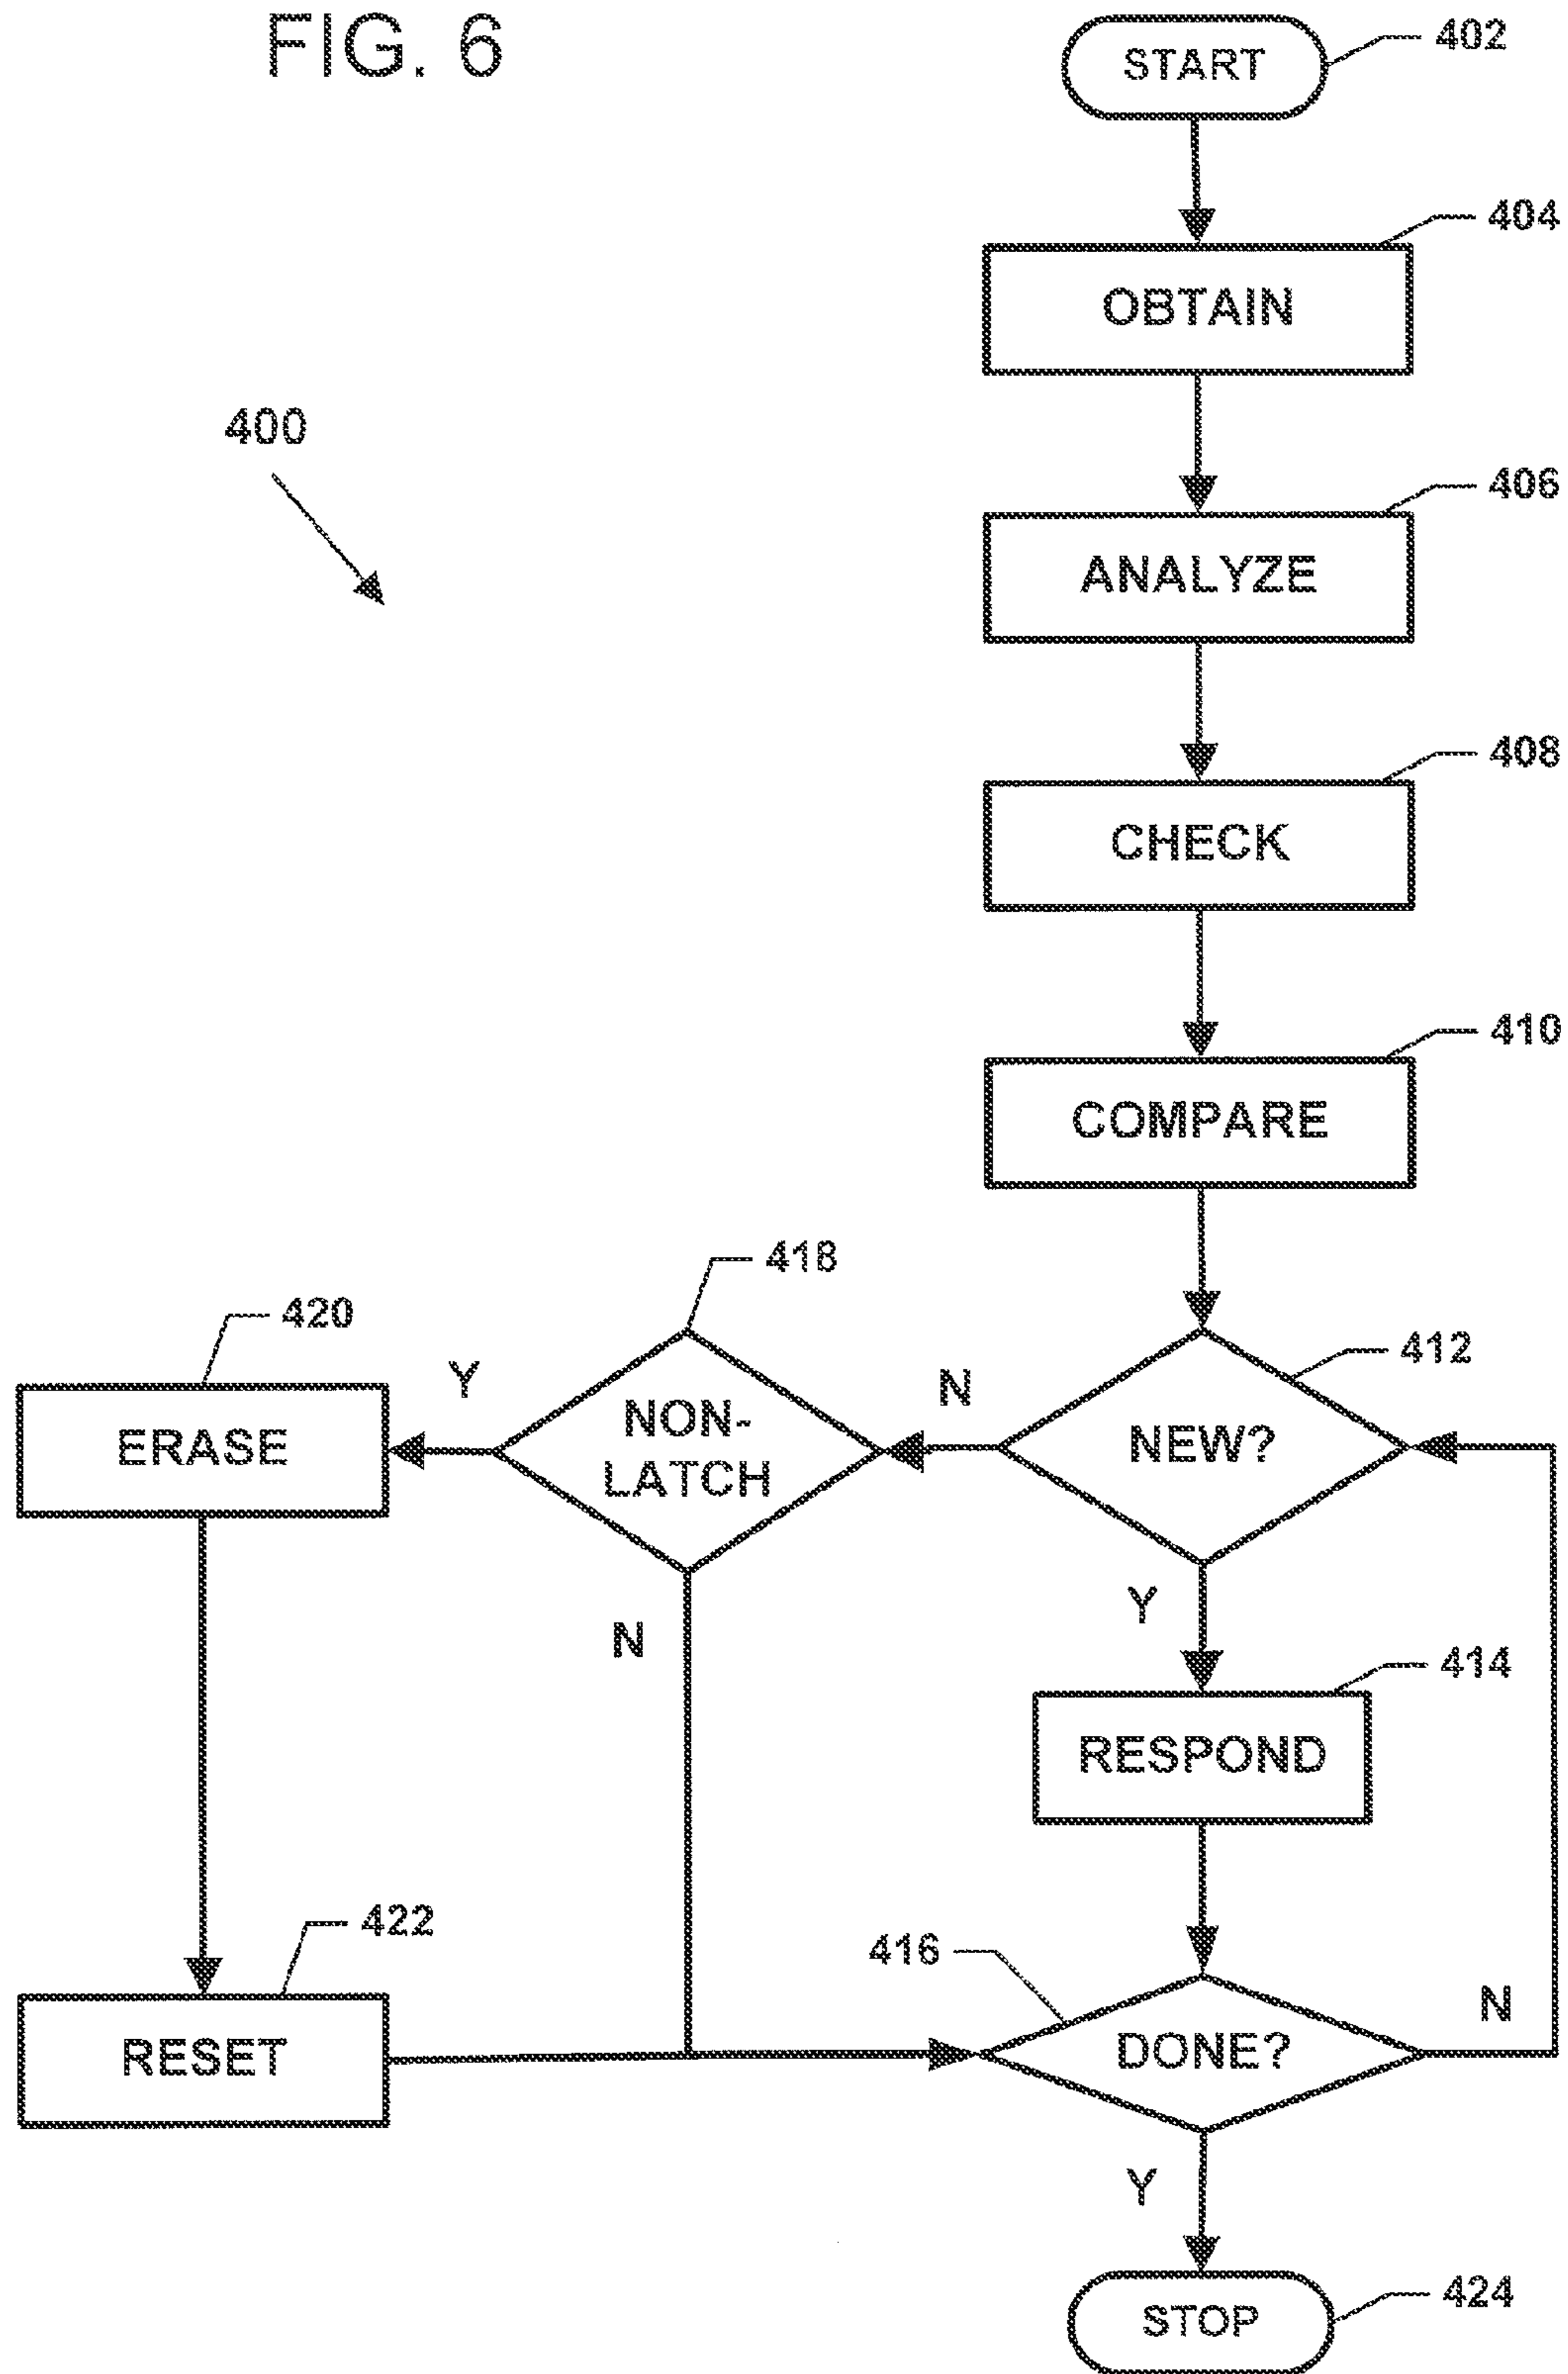 FIG. 6
START
402
404
OBTAIN
400
406
ANALYZE
408
CHECK
410
COMPARE
418
420
412
Y
N
NON-
LATCH
NEW?
ERASE
Y
N
414
RESPOND
422
416
N
DONE?
RESET
Y
424
STOP